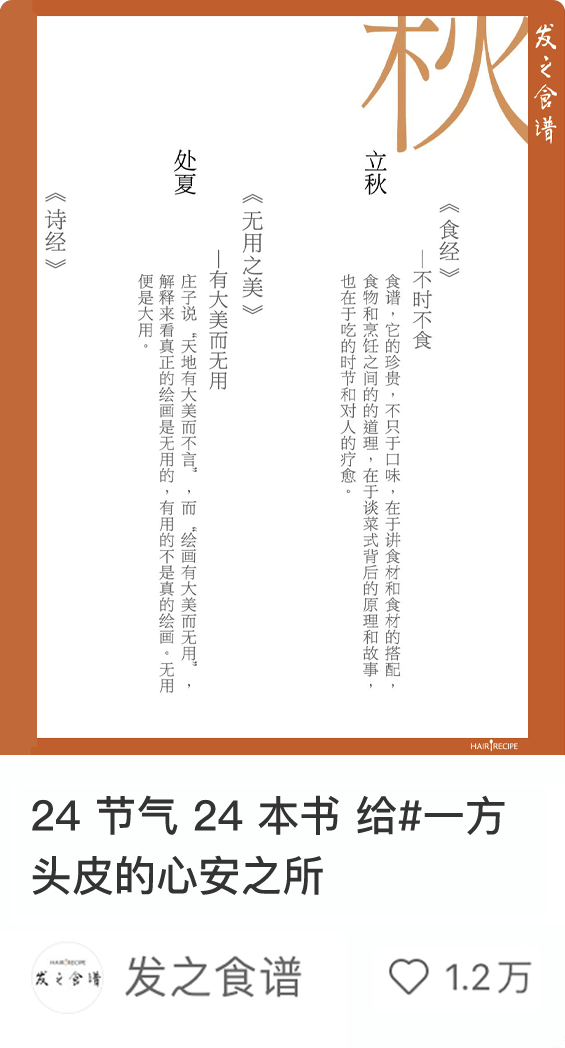 秋
发之食谱
立秋
《食经》
—不时不食
食谱，它的珍贵，不只于口味，在于讲食材和食材的搭配，
食物和烹饪之间的的道理，在于谈菜式背后的原理和故事，
也在于吃的时节和对人的疗愈。
处夏
《无用之美》
—有大美而无用
庄子说“天地有大美而不言”，而“绘画有大美而无用”，
解释来看真正的绘画是无用的，有用的不是真的绘画。无用
便是大用。
《诗经》
HAIR RECIPE
24 节气 24 本书 给#一方
头皮的心安之所
HAIR RECIPE
发之食谱
发之食谱
1.2万